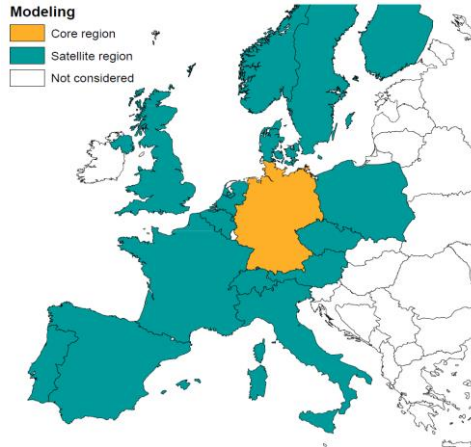 Modeling
Core region
Satellite region
Not considered